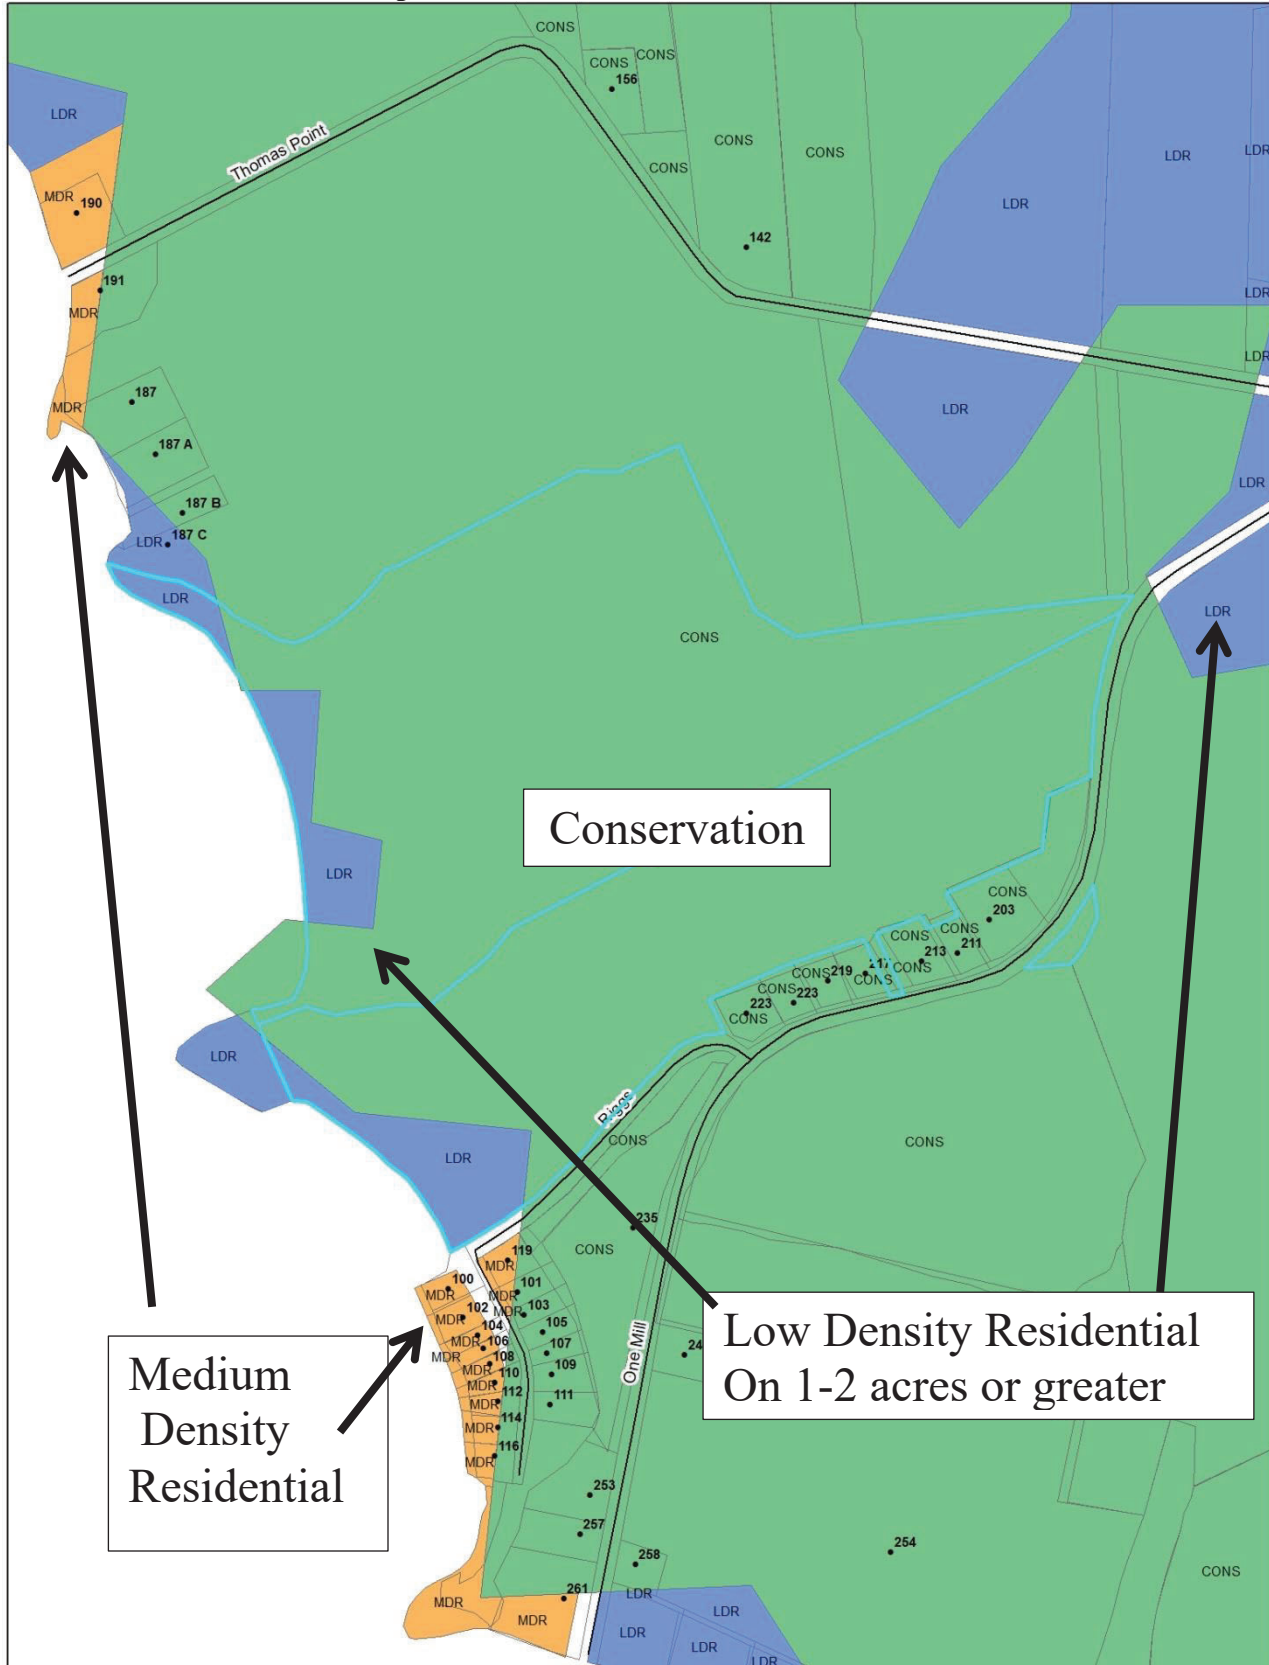 CONS
CONS
CONS
156
LDR
Thomas Point
CONS
CONS
LDR
LDR
CONS
MDR
190
LDR
142
191
LDR
MDR
LDR
187
MDR
LDR
187 A
LDR
187 B
LDR
187 C
LDR
LDR
CONS
Conservation
LDR
CONS
203
CONS
CONS
211
213
CONS
217
CONS
219
CONS
CONS
223
223
CONS
LDR
Riggs
CONS
CONS
LDR
235
CONS
119
MDR
100
MDR
101
MDR
102
MDR
103
MDR
104
MDR
105
106
MDR
107
108
MDR
109
110
MDR
111
112
MDR
114
MDR
116
MDR
One Mill
Low Density Residential
On 1-2 acres or greater
Medium
Density
Residential
253
257
254
258
CONS
261
LDR
MDR
MDR
LDR
LDR
LDR
LDR